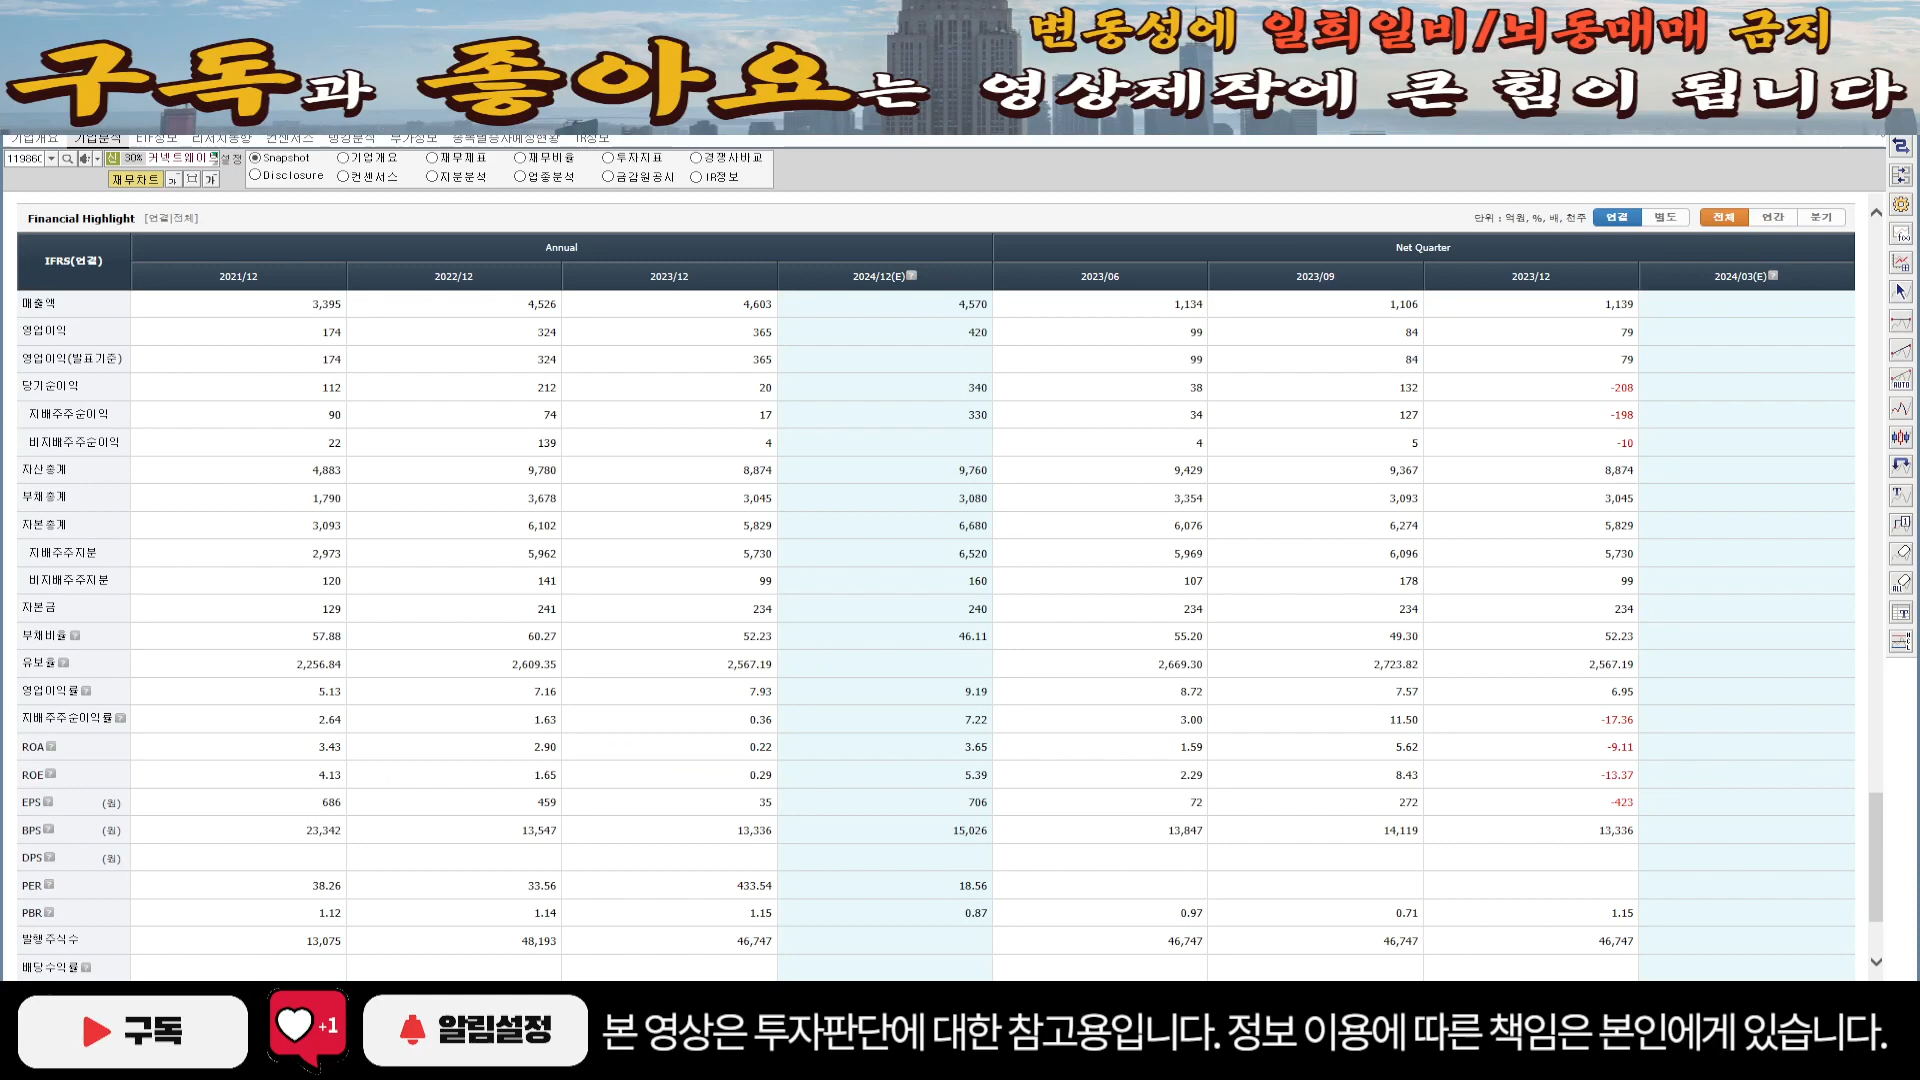 변동성에 일희일비/뇌동매매 금지
구독과 좋아요는 영상제작에 큰 힘이 됩니다
기업개요 기업분석 ETF정보 리서치동향 컨센서스 랭킹분석 부가정보 종목별증자배정현황 IR정보
11986C 신 30% 커넥트웨이브 설정 Snapshot 기업개요 재무제표 재무비율 투자지표 경쟁사비교
재무차트 가- 가+ Disclosure 컨센서스 지분분석 업종분석 금감원공시 IR정보
Financial Highlight [연결|전체] 단위 : 억원, %, 배, 천주 연결 별도 전체 연간 분기
IFRS(연결) Annual Net Quarter
2021/12 2022/12 2023/12 2024/12(E) 2023/06 2023/09 2023/12 2024/03(E)
매출액 3,395 4,526 4,603 4,570 1,134 1,106 1,139
영업이익 174 324 365 420 99 84 79
영업이익(발표기준) 174 324 365 99 84 79
당기순이익 112 212 20 340 38 132 -208
지배주주순이익 90 74 17 330 34 127 -198
비지배주주순이익 22 139 4 4 5 -10
자산총계 4,883 9,780 8,874 9,760 9,429 9,367 8,874
부채총계 1,790 3,678 3,045 3,080 3,354 3,093 3,045
자본총계 3,093 6,102 5,829 6,680 6,076 6,274 5,829
지배주주지분 2,973 5,962 5,730 6,520 5,969 6,096 5,730
비지배주주지분 120 141 99 160 107 178 99
자본금 129 241 234 240 234 234 234
부채비율 57.88 60.27 52.23 46.11 55.20 49.30 52.23
유보율 2,256.84 2,609.35 2,567.19 2,669.30 2,723.82 2,567.19
영업이익률 5.13 7.16 7.93 9.19 8.72 7.57 6.95
지배주주순이익률 2.64 1.63 0.36 7.22 3.00 11.50 -17.36
ROA 3.43 2.90 0.22 3.65 1.59 5.62 -9.11
ROE 4.13 1.65 0.29 5.39 2.29 8.43 -13.37
EPS (원) 686 459 35 706 72 272 -423
BPS (원) 23,342 13,547 13,336 15,026 13,847 14,119 13,336
DPS (원)
PER 38.26 33.56 433.54 18.56
PBR 1.12 1.14 1.15 0.87 0.97 0.71 1.15
발행주식수 13,075 48,193 46,747 46,747 46,747 46,747
배당수익률
구독 +1 알림설정 본 영상은 투자판단에 대한 참고용입니다. 정보 이용에 따른 책임은 본인에게 있습니다.